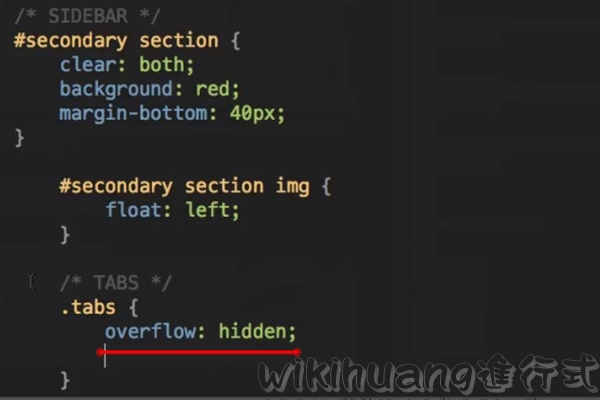 /* SIDEBAR */
#secondary section {
clear: both;
background: red;
margin-bottom: 40px;
}
#secondary section img {
float: left;
}
/* TABS */
.tabs {
overflow: hidden;
}
wikihuang進行式